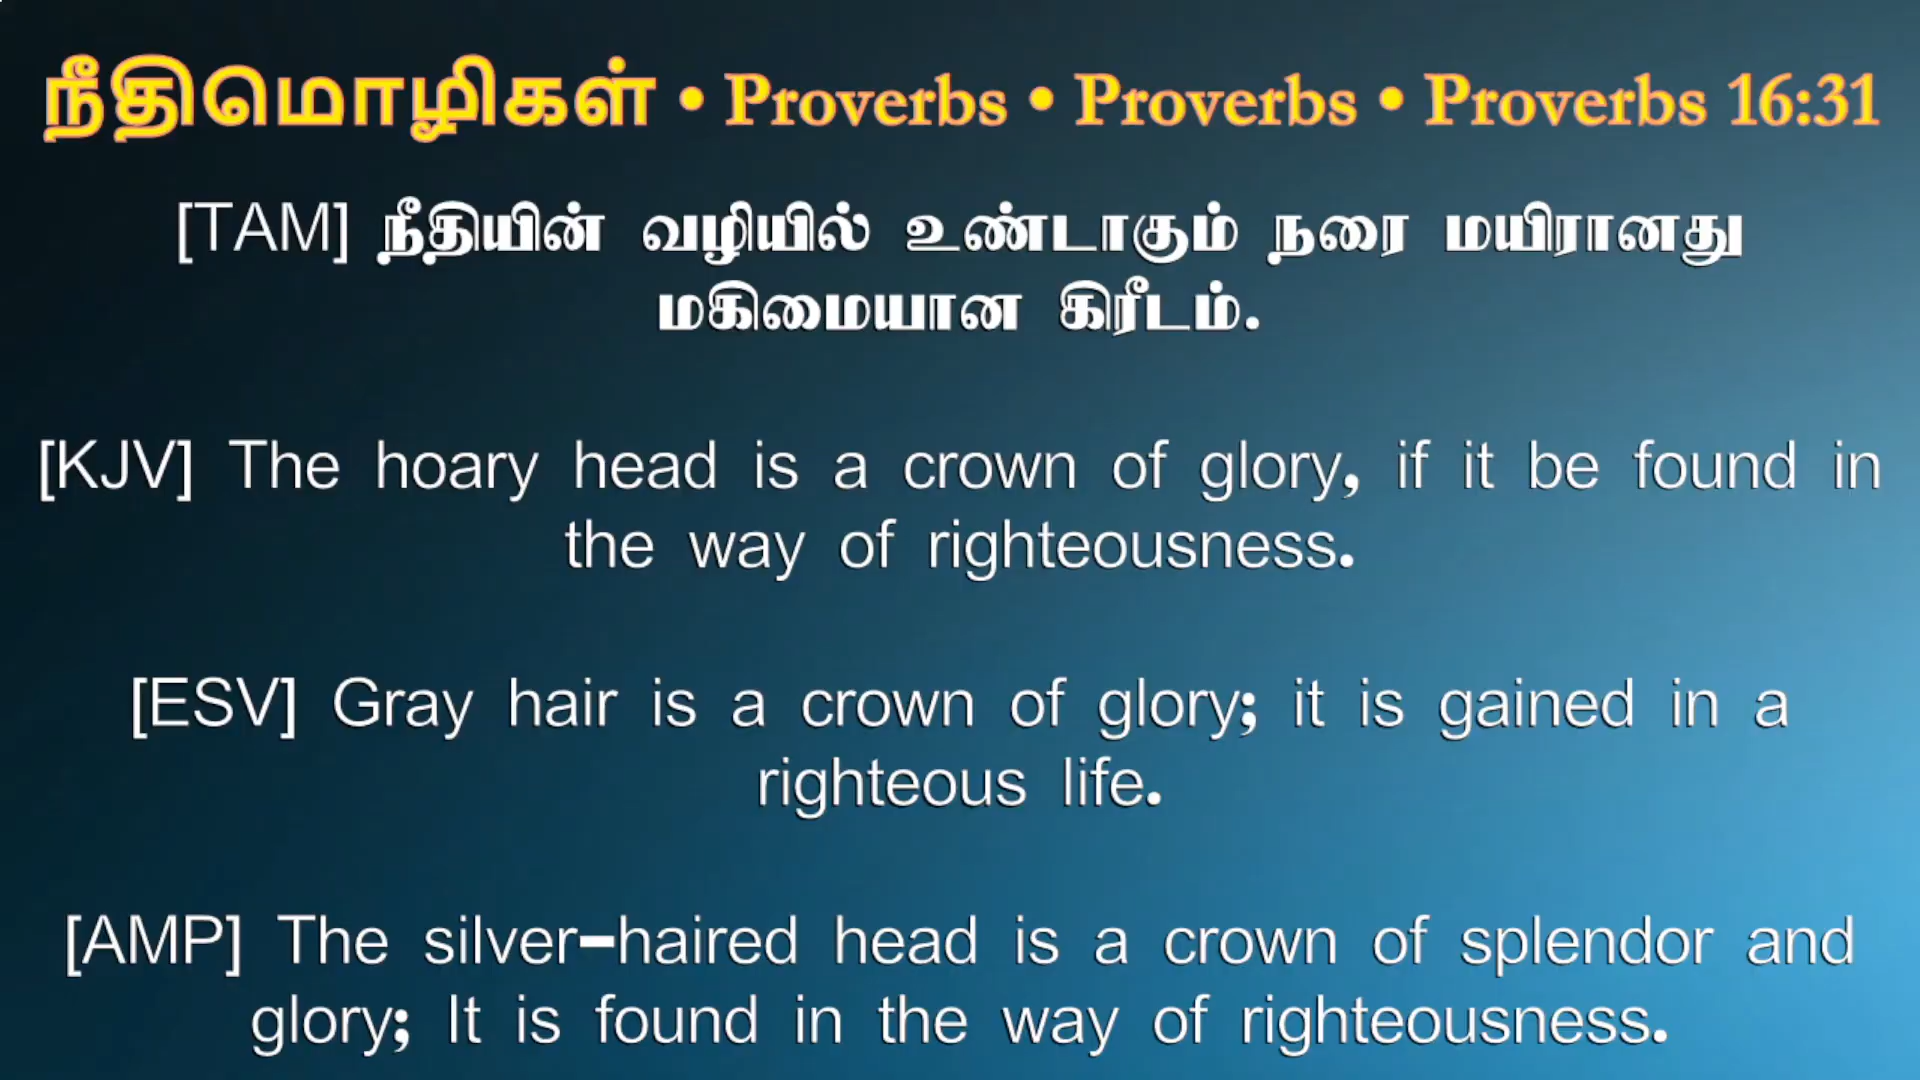 நீதிமொழிகள் • Proverbs • Proverbs • Proverbs 16:31
[TAM] நீதியின் வழியில் உண்டாகும் நரை மயிரானது
மகிமையான கிரீடம்.
[KJV] The hoary head is a crown of glory, if it be found in
the way of righteousness.
[ESV] Gray hair is a crown of glory; it is gained in a
righteous life.
[AMP] The silver-haired head is a crown of splendor and
glory; It is found in the way of righteousness.